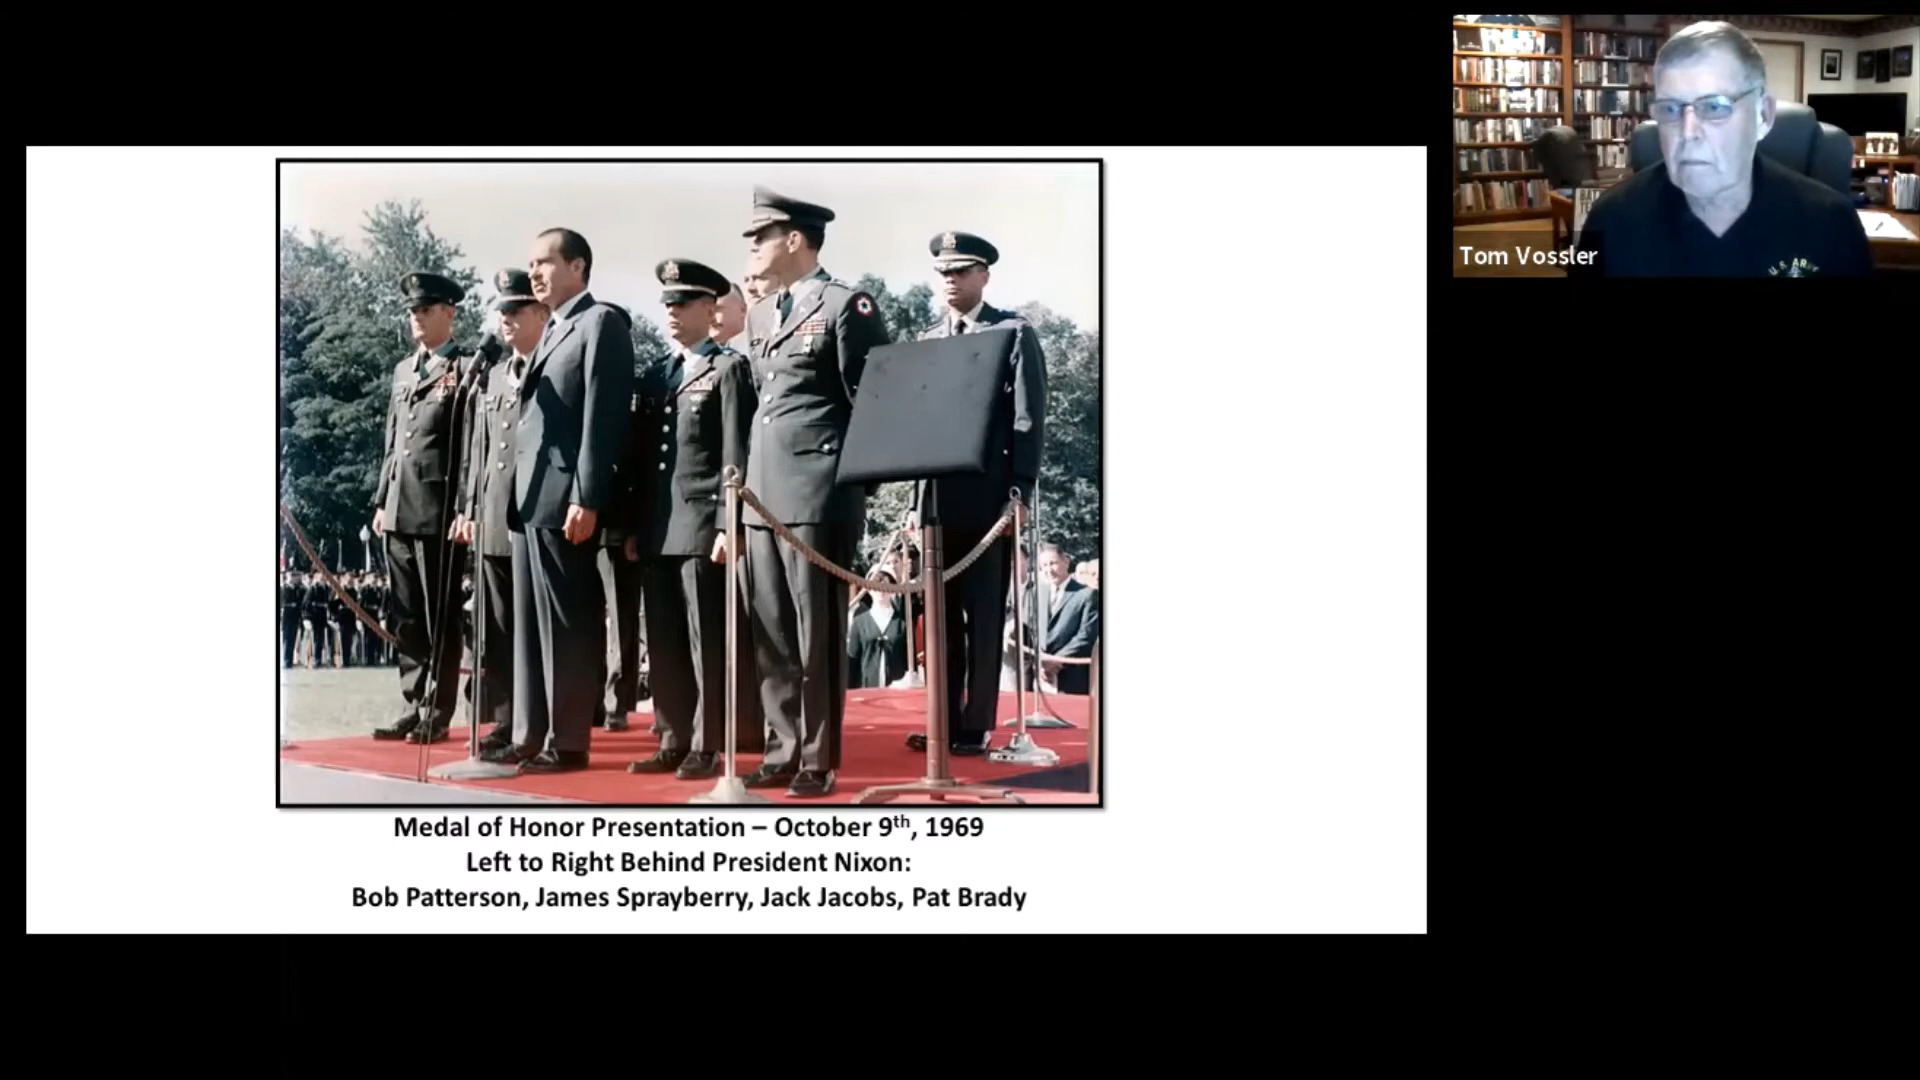 Tom Vossler
U.S. ARMY
Medal of Honor Presentation – October 9th, 1969
Left to Right Behind President Nixon:
Bob Patterson, James Sprayberry, Jack Jacobs, Pat Brady